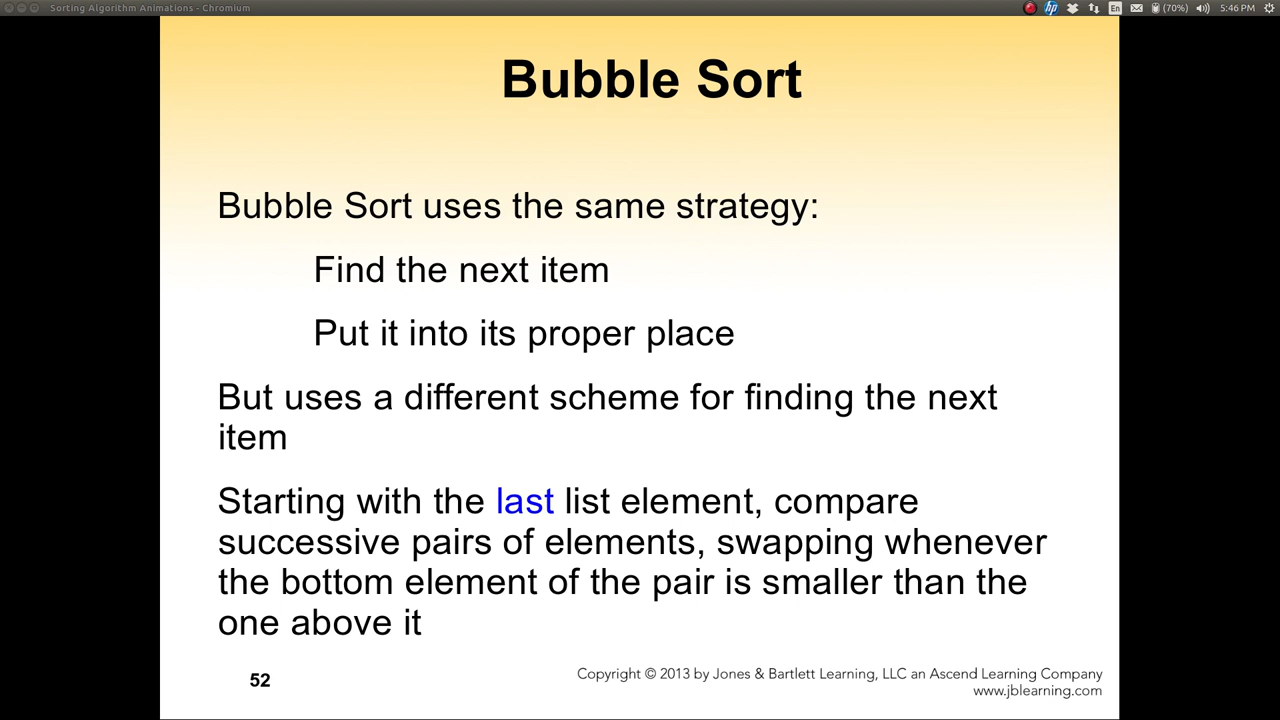 Sorting Algorithm Animations - Chromium
En (70%) 5:46 PM
Bubble Sort
Bubble Sort uses the same strategy:
Find the next item
Put it into its proper place
But uses a different scheme for finding the next
item
Starting with the last list element, compare
successive pairs of elements, swapping whenever
the bottom element of the pair is smaller than the
one above it
52
Copyright © 2013 by Jones & Bartlett Learning, LLC an Ascend Learning Company
www.jblearning.com